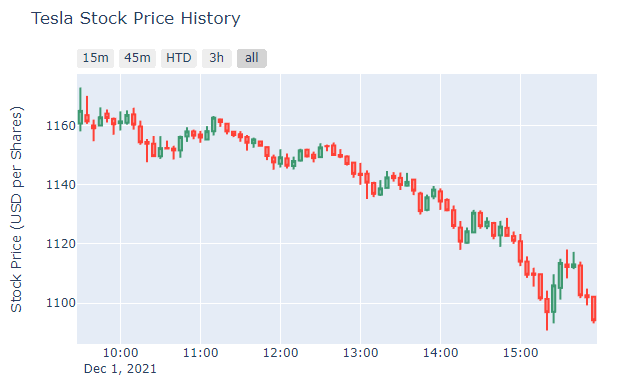 Tesla Stock Price History
15m 45m HTD 3h all
Stock Price (USD per Shares)
1160
1140
1120
1100
10:00 11:00 12:00 13:00 14:00 15:00
Dec 1, 2021